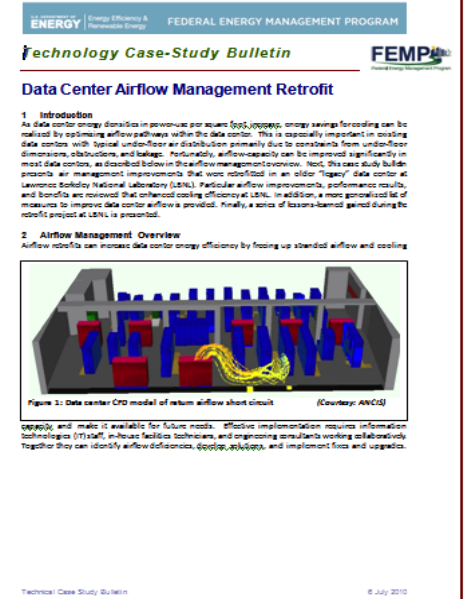 U.S. DEPARTMENT OF
ENERGY
Energy Efficiency &
Renewable Energy
FEDERAL ENERGY MANAGEMENT PROGRAM
Technology Case-Study Bulletin
FEMP
Federal Energy Management Program
Data Center Airflow Management Retrofit
1 Introduction
As data center energy densities in power-use per square foot increase, energy savings for cooling can be
realized by optimizing airflow pathways within the data center. This is especially important in existing
data centers with typical under-floor air distribution primarily due to constraints from under-floor
dimensions, obstructions, and leakage. Fortunately, airflow-capacity can be improved significantly in
most data centers, as described below in the airflow management overview. Next, this case study bulletin
presents air management improvements that were retrofitted in an older "legacy" data center at
Lawrence Berkeley National Laboratory (LBNL). Particular airflow improvements, performance results,
and benefits are reviewed that enhanced cooling efficiency at LBNL. In addition, a more generalized list of
measures to improve data center airflow is provided. Finally, a series of lessons-learned gained during the
retrofit project at LBNL is presented.
2 Airflow Management Overview
Airflow retrofits can increase data center energy efficiency by freeing up stranded airflow and cooling
Figure 1: Data center CFD model of return airflow short circuit (Courtesy: ANCIS)
capacity, and make it available for future needs. Effective implementation requires information
technologies (IT) staff, in-house facilities technicians, and engineering consultants working collaboratively.
Together they can identify airflow deficiencies, develop solutions, and implement fixes and upgrades.
Technical Case Study Bulletin
6 July 2010